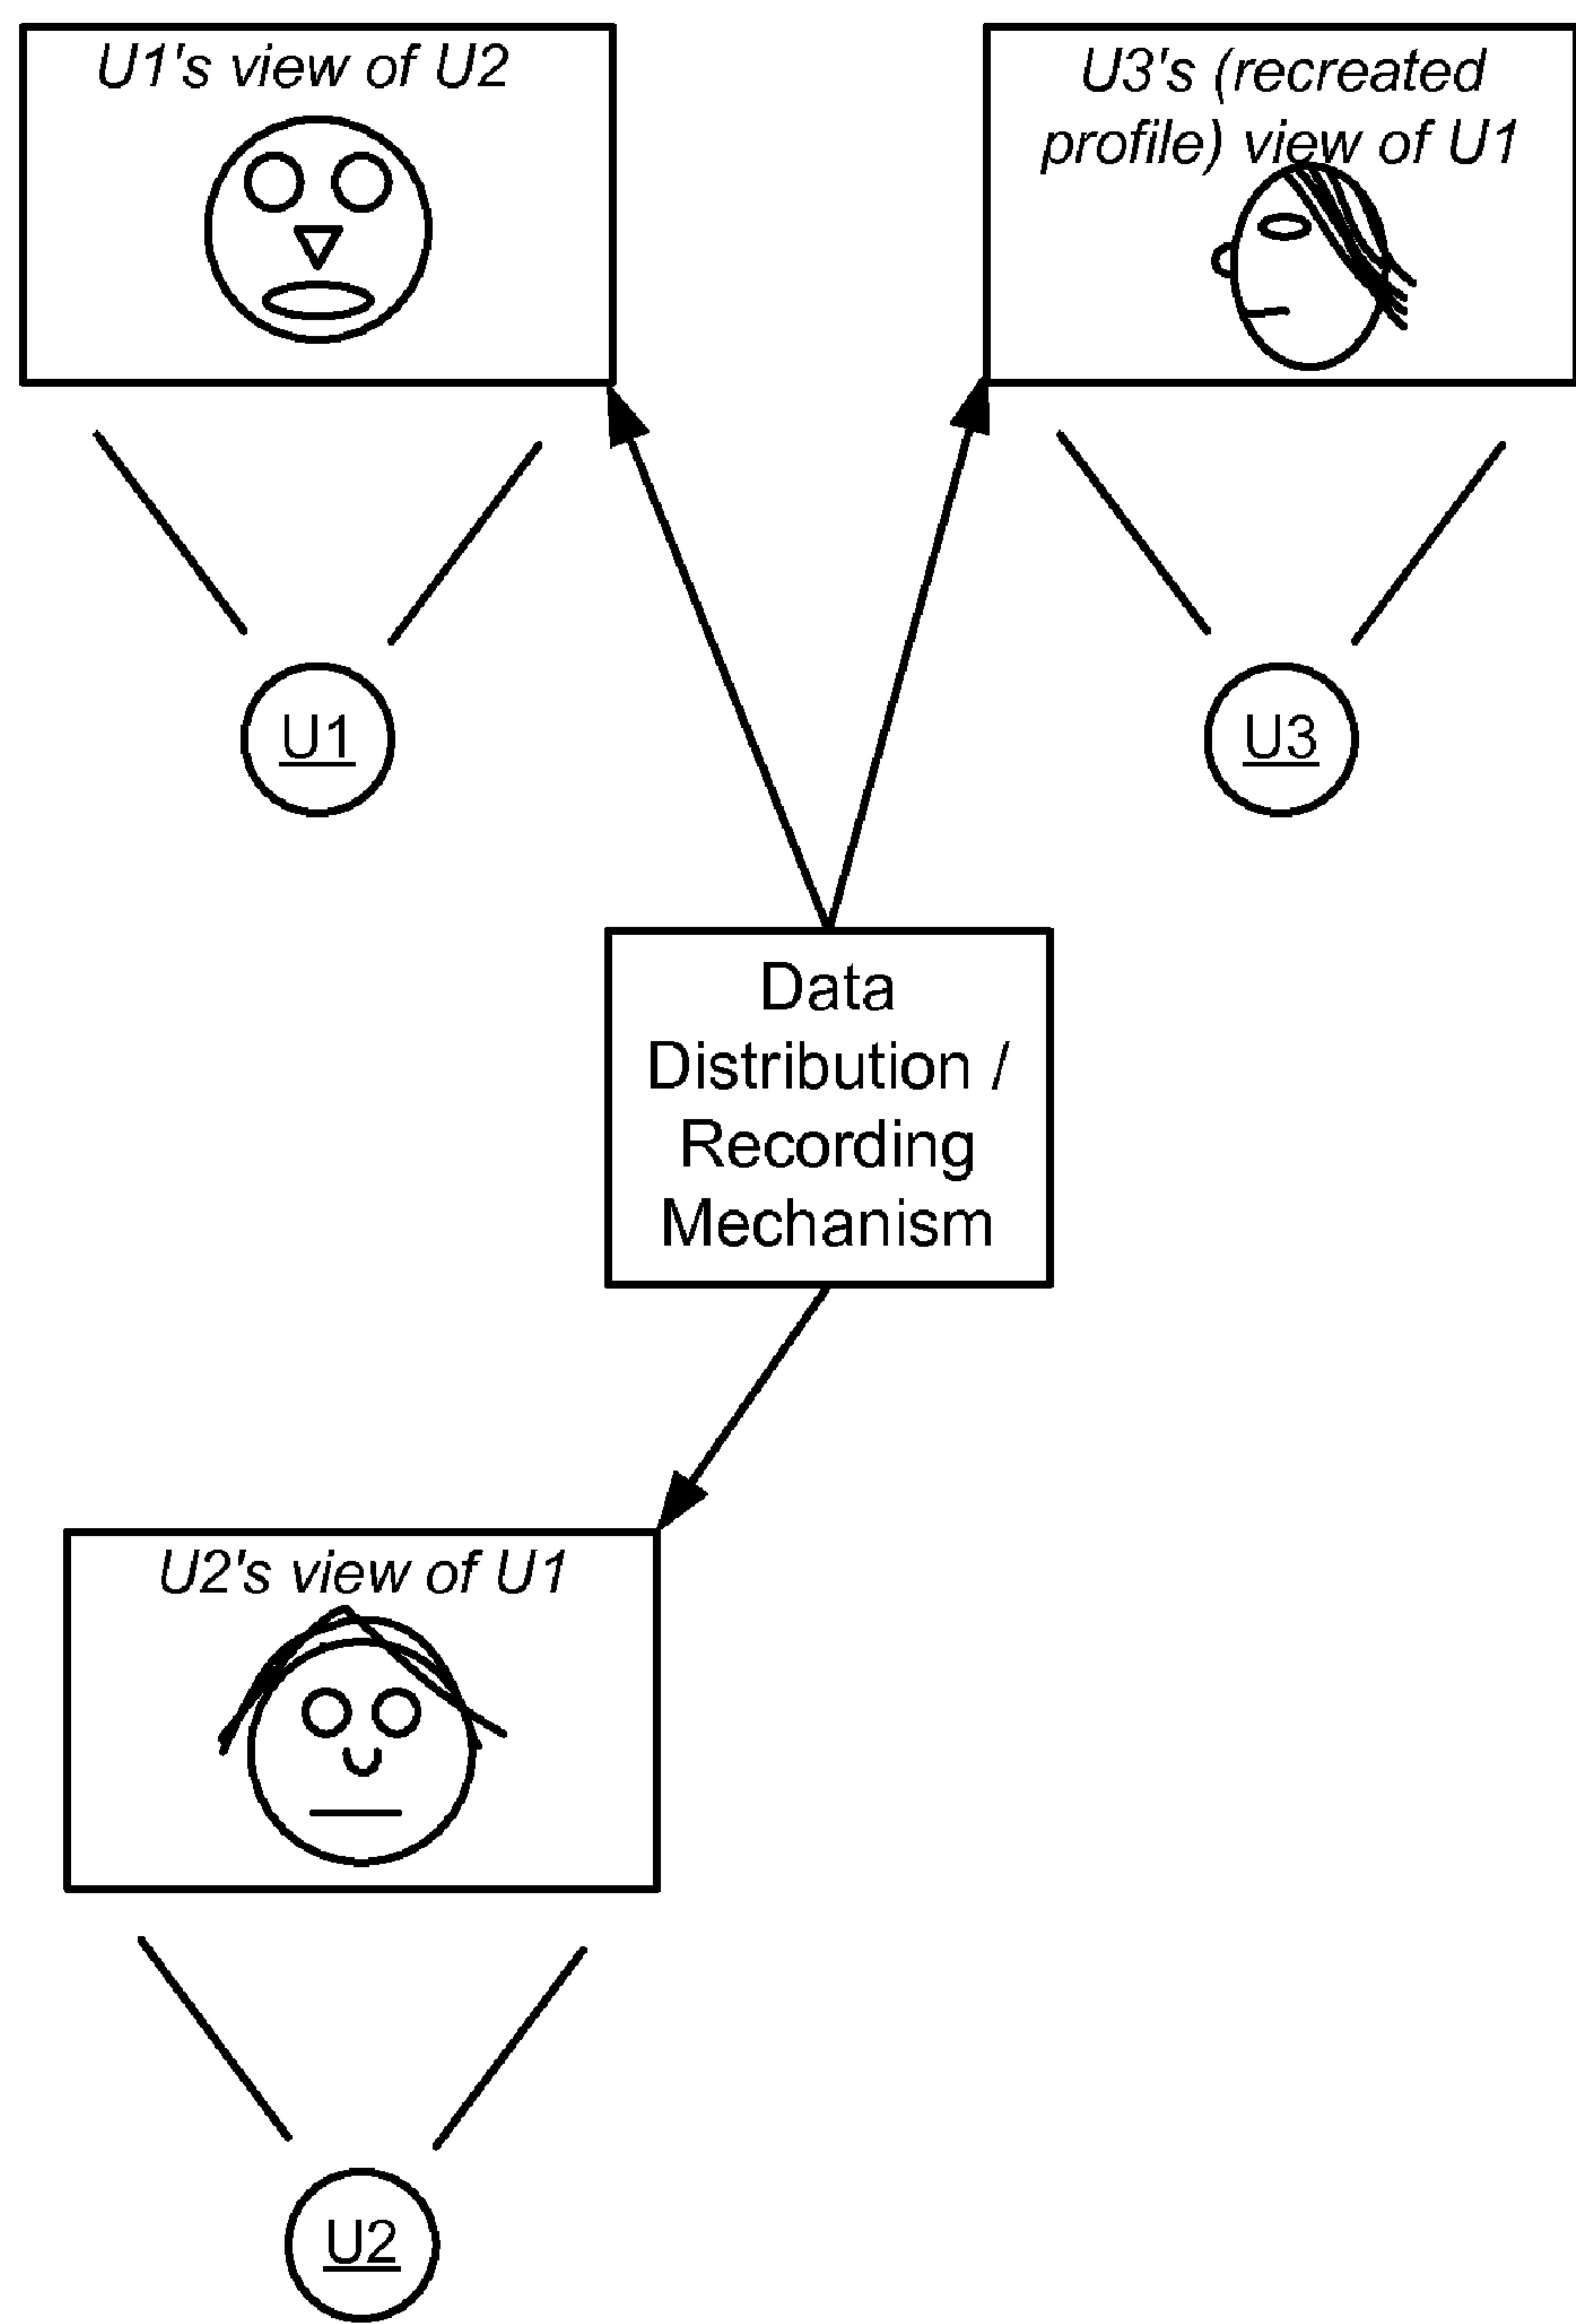 U1's view of U2
U3's (recreated
profile) view of U1
U1
U3
Data
Distribution /
Recording
Mechanism
U2's view of U1
U2